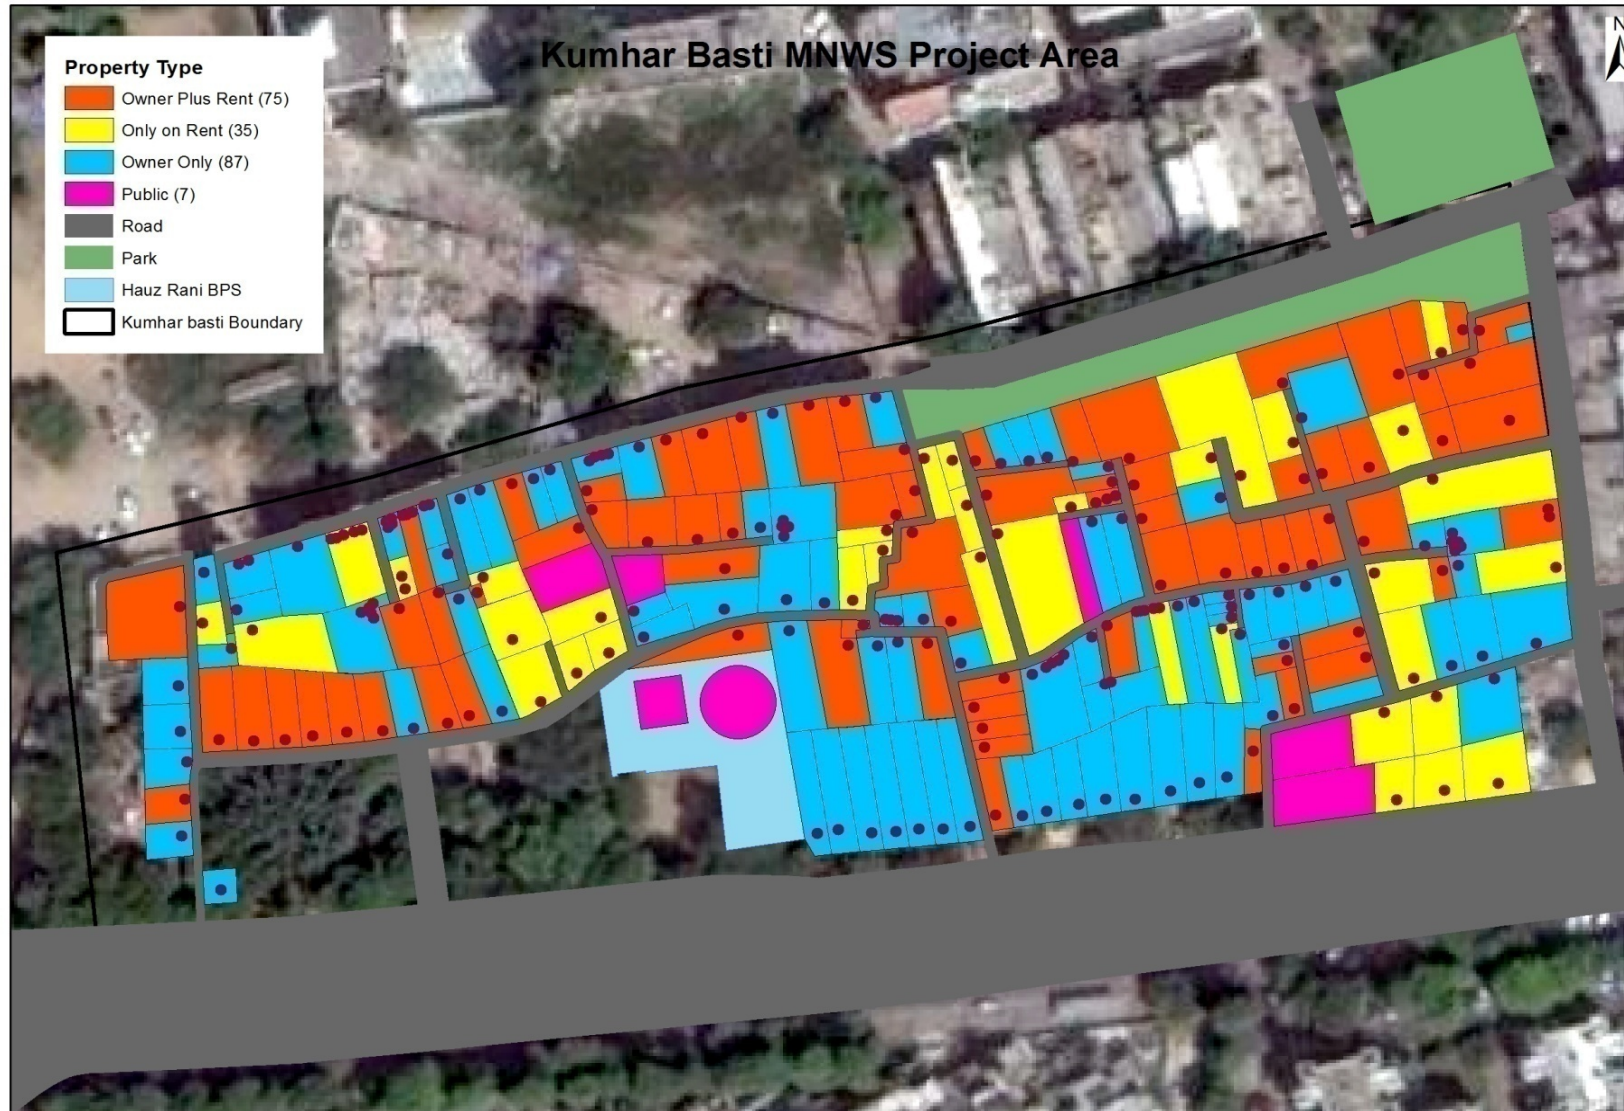 Kumhar Basti MNWS Project Area
N
Property Type
Owner Plus Rent (75)
Only on Rent (35)
Owner Only (87)
Public (7)
Road
Park
Hauz Rani BPS
Kumhar basti Boundary